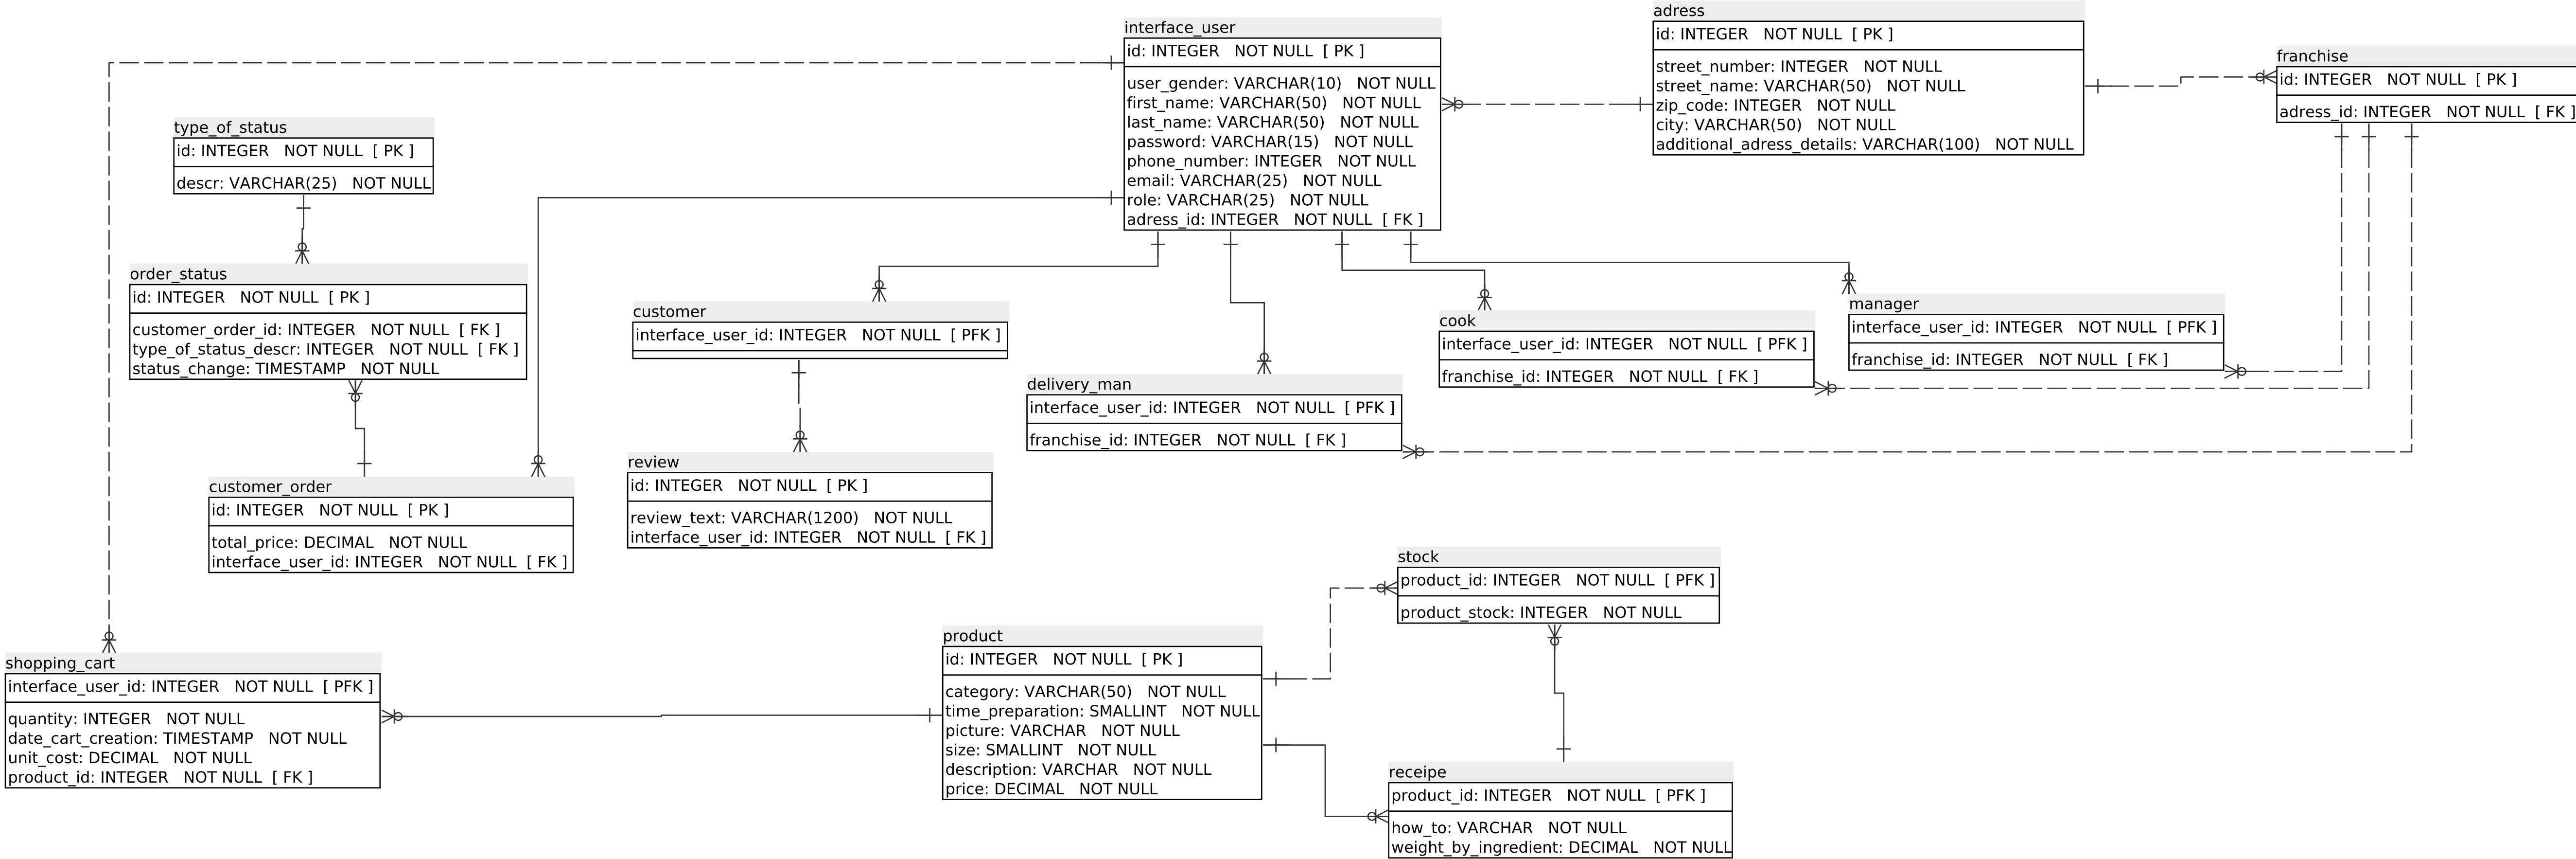 interface_user
id: INTEGER NOT NULL [ PK ]
user_gender: VARCHAR(10) NOT NULL
first_name: VARCHAR(50) NOT NULL
last_name: VARCHAR(50) NOT NULL
password: VARCHAR(15) NOT NULL
phone_number: INTEGER NOT NULL
email: VARCHAR(25) NOT NULL
role: VARCHAR(25) NOT NULL
adress_id: INTEGER NOT NULL [ FK ]
adress
id: INTEGER NOT NULL [ PK ]
street_number: INTEGER NOT NULL
street_name: VARCHAR(50) NOT NULL
zip_code: INTEGER NOT NULL
city: VARCHAR(50) NOT NULL
additional_adress_details: VARCHAR(100) NOT NULL
franchise
id: INTEGER NOT NULL [ PK ]
adress_id: INTEGER NOT NULL [ FK ]
type_of_status
id: INTEGER NOT NULL [ PK ]
descr: VARCHAR(25) NOT NULL
order_status
id: INTEGER NOT NULL [ PK ]
customer_order_id: INTEGER NOT NULL [ FK ]
type_of_status_descr: INTEGER NOT NULL [ FK ]
status_change: TIMESTAMP NOT NULL
customer
interface_user_id: INTEGER NOT NULL [ PFK ]
delivery_man
interface_user_id: INTEGER NOT NULL [ PFK ]
franchise_id: INTEGER NOT NULL [ FK ]
cook
interface_user_id: INTEGER NOT NULL [ PFK ]
franchise_id: INTEGER NOT NULL [ FK ]
manager
interface_user_id: INTEGER NOT NULL [ PFK ]
franchise_id: INTEGER NOT NULL [ FK ]
customer_order
id: INTEGER NOT NULL [ PK ]
total_price: DECIMAL NOT NULL
interface_user_id: INTEGER NOT NULL [ FK ]
review
id: INTEGER NOT NULL [ PK ]
review_text: VARCHAR(1200) NOT NULL
interface_user_id: INTEGER NOT NULL [ FK ]
shopping_cart
interface_user_id: INTEGER NOT NULL [ PFK ]
quantity: INTEGER NOT NULL
date_cart_creation: TIMESTAMP NOT NULL
unit_cost: DECIMAL NOT NULL
product_id: INTEGER NOT NULL [ FK ]
product
id: INTEGER NOT NULL [ PK ]
category: VARCHAR(50) NOT NULL
time_preparation: SMALLINT NOT NULL
picture: VARCHAR NOT NULL
size: SMALLINT NOT NULL
description: VARCHAR NOT NULL
price: DECIMAL NOT NULL
stock
product_id: INTEGER NOT NULL [ PFK ]
product_stock: INTEGER NOT NULL
receipe
product_id: INTEGER NOT NULL [ PFK ]
how_to: VARCHAR NOT NULL
weight_by_ingredient: DECIMAL NOT NULL